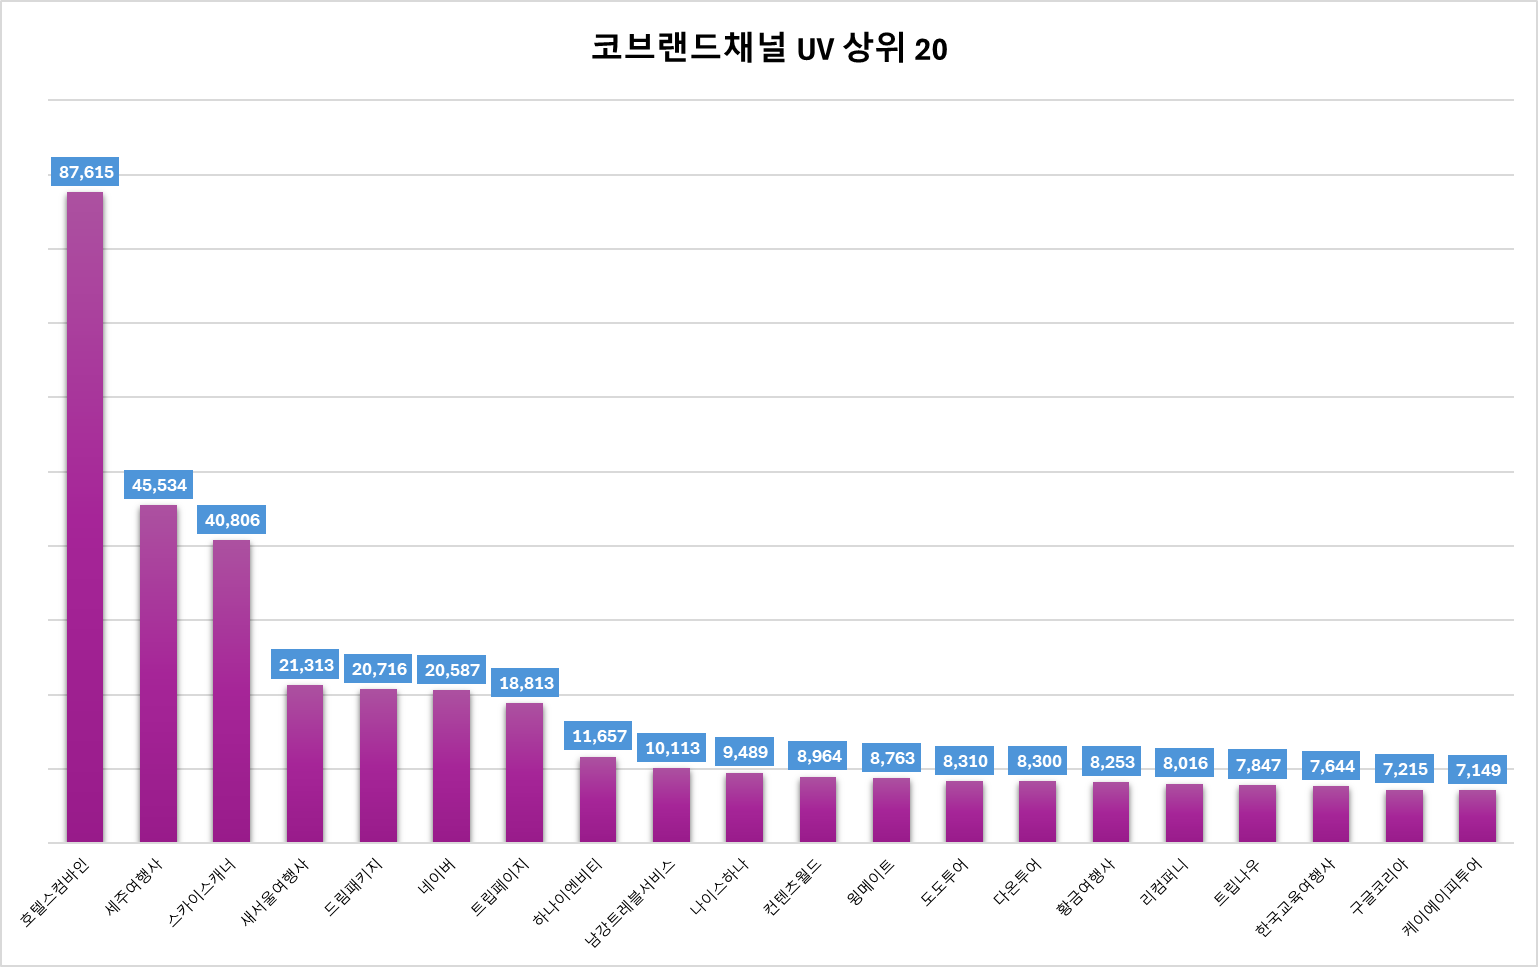 코브랜드채널 UV 상위 20
87,615
45,534
40,806
21,313
20,716
20,587
18,813
11,657
10,113
9,489
8,964
8,763
8,310
8,300
8,253
8,016
7,847
7,644
7,215
7,149
호텔스컴바인
세주여행사
스카이스캐너
새서울여행사
드림패키지
네이버
트립페이지
하나이엔비티
남강트레블서비스
나이스하나
컨텐츠월드
윙메이트
도도투어
다온투어
황금여행사
리컴퍼니
트립나우
한국교육여행사
구글코리아
케이에이피투어